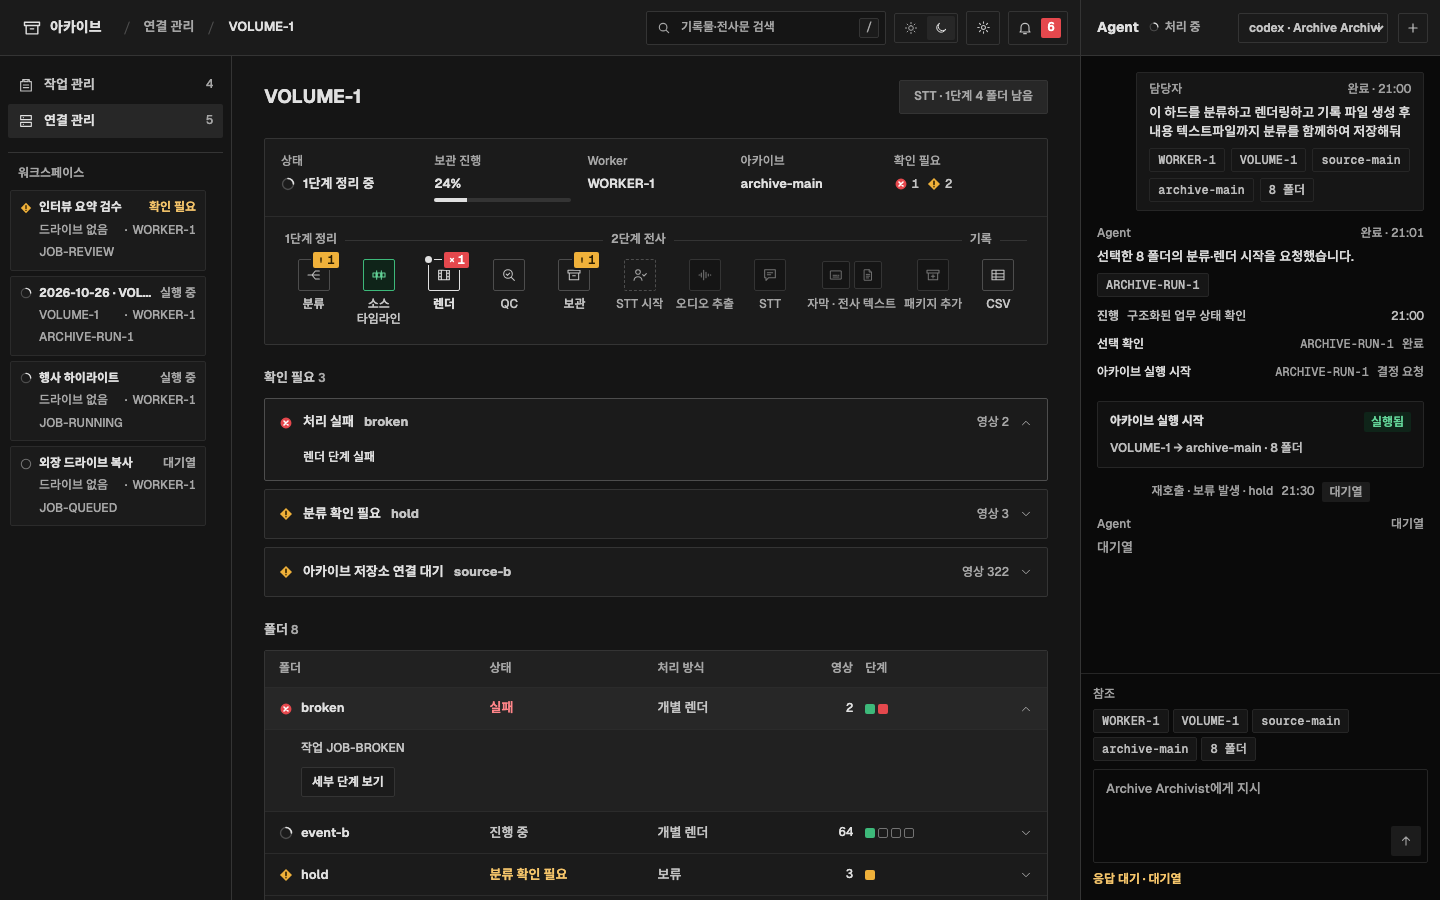 아카이브 / 연결 관리 / VOLUME-1
기록물·전사문 검색 /
6
Agent 처리 중
codex · Archive Archiv
작업 관리 4
연결 관리 5
워크스페이스
인터뷰 요약 검수 확인 필요
드라이브 없음 · WORKER-1
JOB-REVIEW
2026-10-26 · VOL... 실행 중
VOLUME-1 · WORKER-1
ARCHIVE-RUN-1
행사 하이라이트 실행 중
드라이브 없음 · WORKER-1
JOB-RUNNING
외장 드라이브 복사 대기열
드라이브 없음 · WORKER-1
JOB-QUEUED
VOLUME-1
STT · 1단계 4 폴더 남음
상태 보관 진행 Worker 아카이브 확인 필요
1단계 정리 중 24% WORKER-1 archive-main 1 2
1단계 정리 2단계 전사 기록
1 1 1
분류 소스 렌더 QC 보관 STT 시작 오디오 추출 STT 자막·전사 텍스트 패키지 추가 CSV
타임라인
확인 필요 3
처리 실패 broken 영상 2
렌더 단계 실패
분류 확인 필요 hold 영상 3
아카이브 저장소 연결 대기 source-b 영상 322
폴더 8
폴더 상태 처리 방식 영상 단계
broken 실패 개별 렌더 2
작업 JOB-BROKEN
세부 단계 보기
event-b 진행 중 개별 렌더 64
hold 분류 확인 필요 보류 3
담당자 완료 · 21:00
이 하드를 분류하고 렌더링하고 기록 파일 생성 후
내용 텍스트파일까지 분류를 함께하여 저장해둬
WORKER-1 VOLUME-1 source-main
archive-main 8 폴더
Agent 완료 · 21:01
선택한 8 폴더의 분류·렌더 시작을 요청했습니다.
ARCHIVE-RUN-1
진행 구조화된 업무 상태 확인 21:00
선택 확인 ARCHIVE-RUN-1 완료
아카이브 실행 시작 ARCHIVE-RUN-1 결정 요청
아카이브 실행 시작 실행됨
VOLUME-1 → archive-main · 8 폴더
재호출 · 보류 발생 · hold 21:30 대기열
Agent 대기열
대기열
참조
WORKER-1 VOLUME-1 source-main
archive-main 8 폴더
Archive Archivist에게 지시
응답 대기 · 대기열